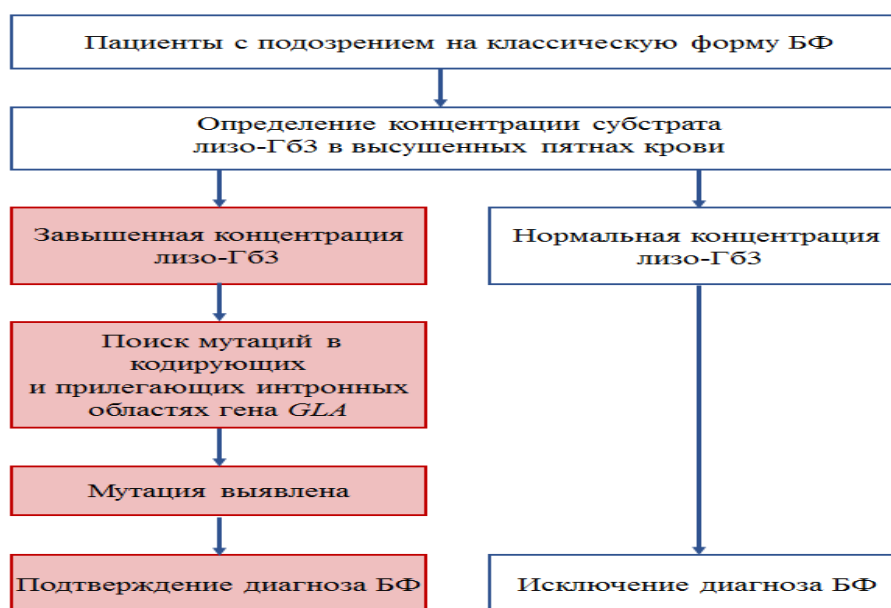 Пациенты с подозрением на классическую форму БФ
Определение концентрации субстрата
лизо-Гб3 в высушенных пятнах крови
Завышенная концентрация
лизо-Гб3
Нормальная концентрация
лизо-Гб3
Поиск мутаций в
кодирующих
и прилегающих интронных
областях гена GLA
Мутация выявлена
Подтверждение диагноза БФ
Исключение диагноза БФ